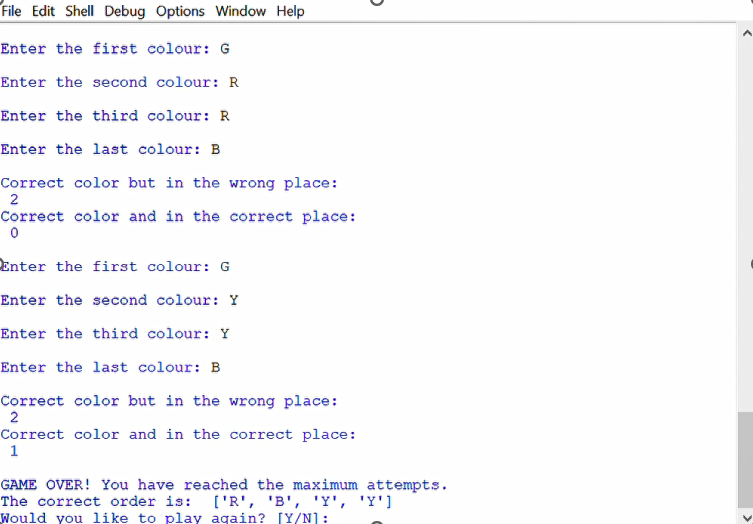 File Edit Shell Debug Options Window Help
Enter the first colour: G
Enter the second colour: R
Enter the third colour: R
Enter the last colour: B
Correct color but in the wrong place:
2
Correct color and in the correct place:
0
Enter the first colour: G
Enter the second colour: Y
Enter the third colour: Y
Enter the last colour: B
Correct color but in the wrong place:
2
Correct color and in the correct place:
1
GAME OVER! You have reached the maximum attempts.
The correct order is:  ['R', 'B', 'Y', 'Y']
Would you like to play again? [Y/N]: